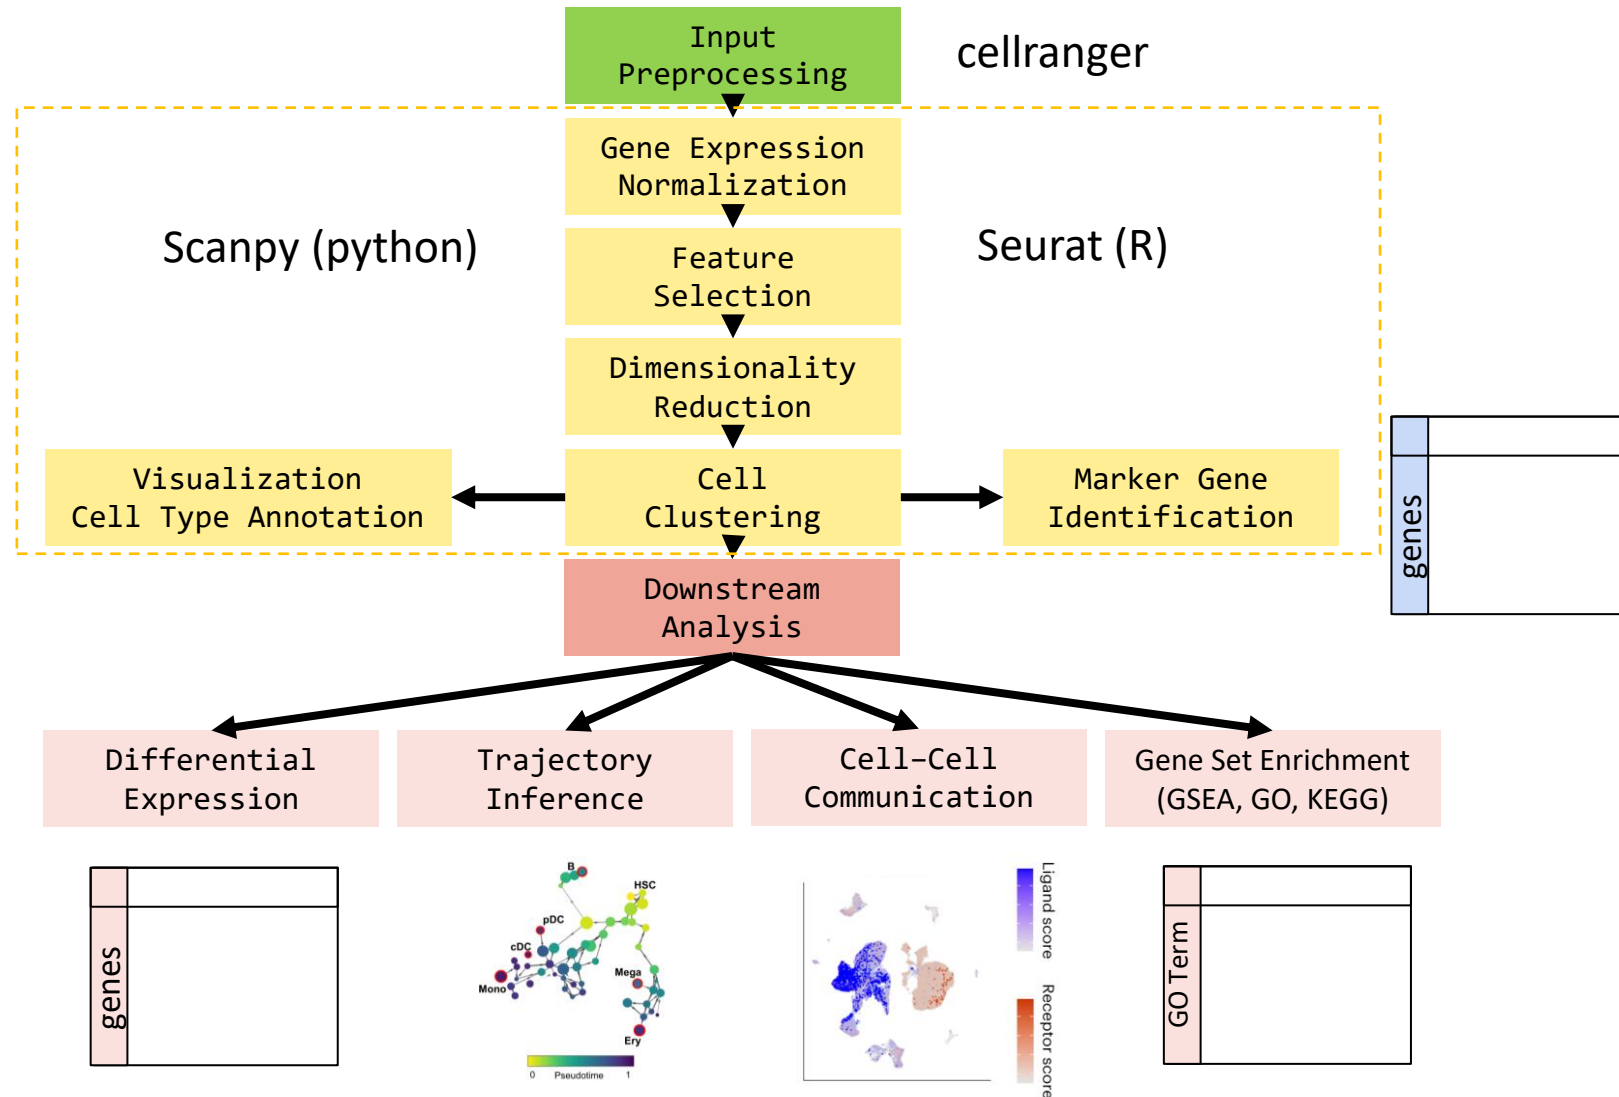 Input
Preprocessing
cellranger
Gene Expression
Normalization
Scanpy (python)
Seurat (R)
Feature
Selection
Dimensionality
Reduction
Visualization
Cell Type Annotation
Cell
Clustering
Marker Gene
Identification
genes
Downstream
Analysis
Differential
Expression
Trajectory
Inference
Cell–Cell
Communication
Gene Set Enrichment
(GSEA, GO, KEGG)
genes
B
HSC
pDC
cDC
Mono
Mega
Ery
0 Pseudotime 1
Ligand score
Receptor score
GO Term